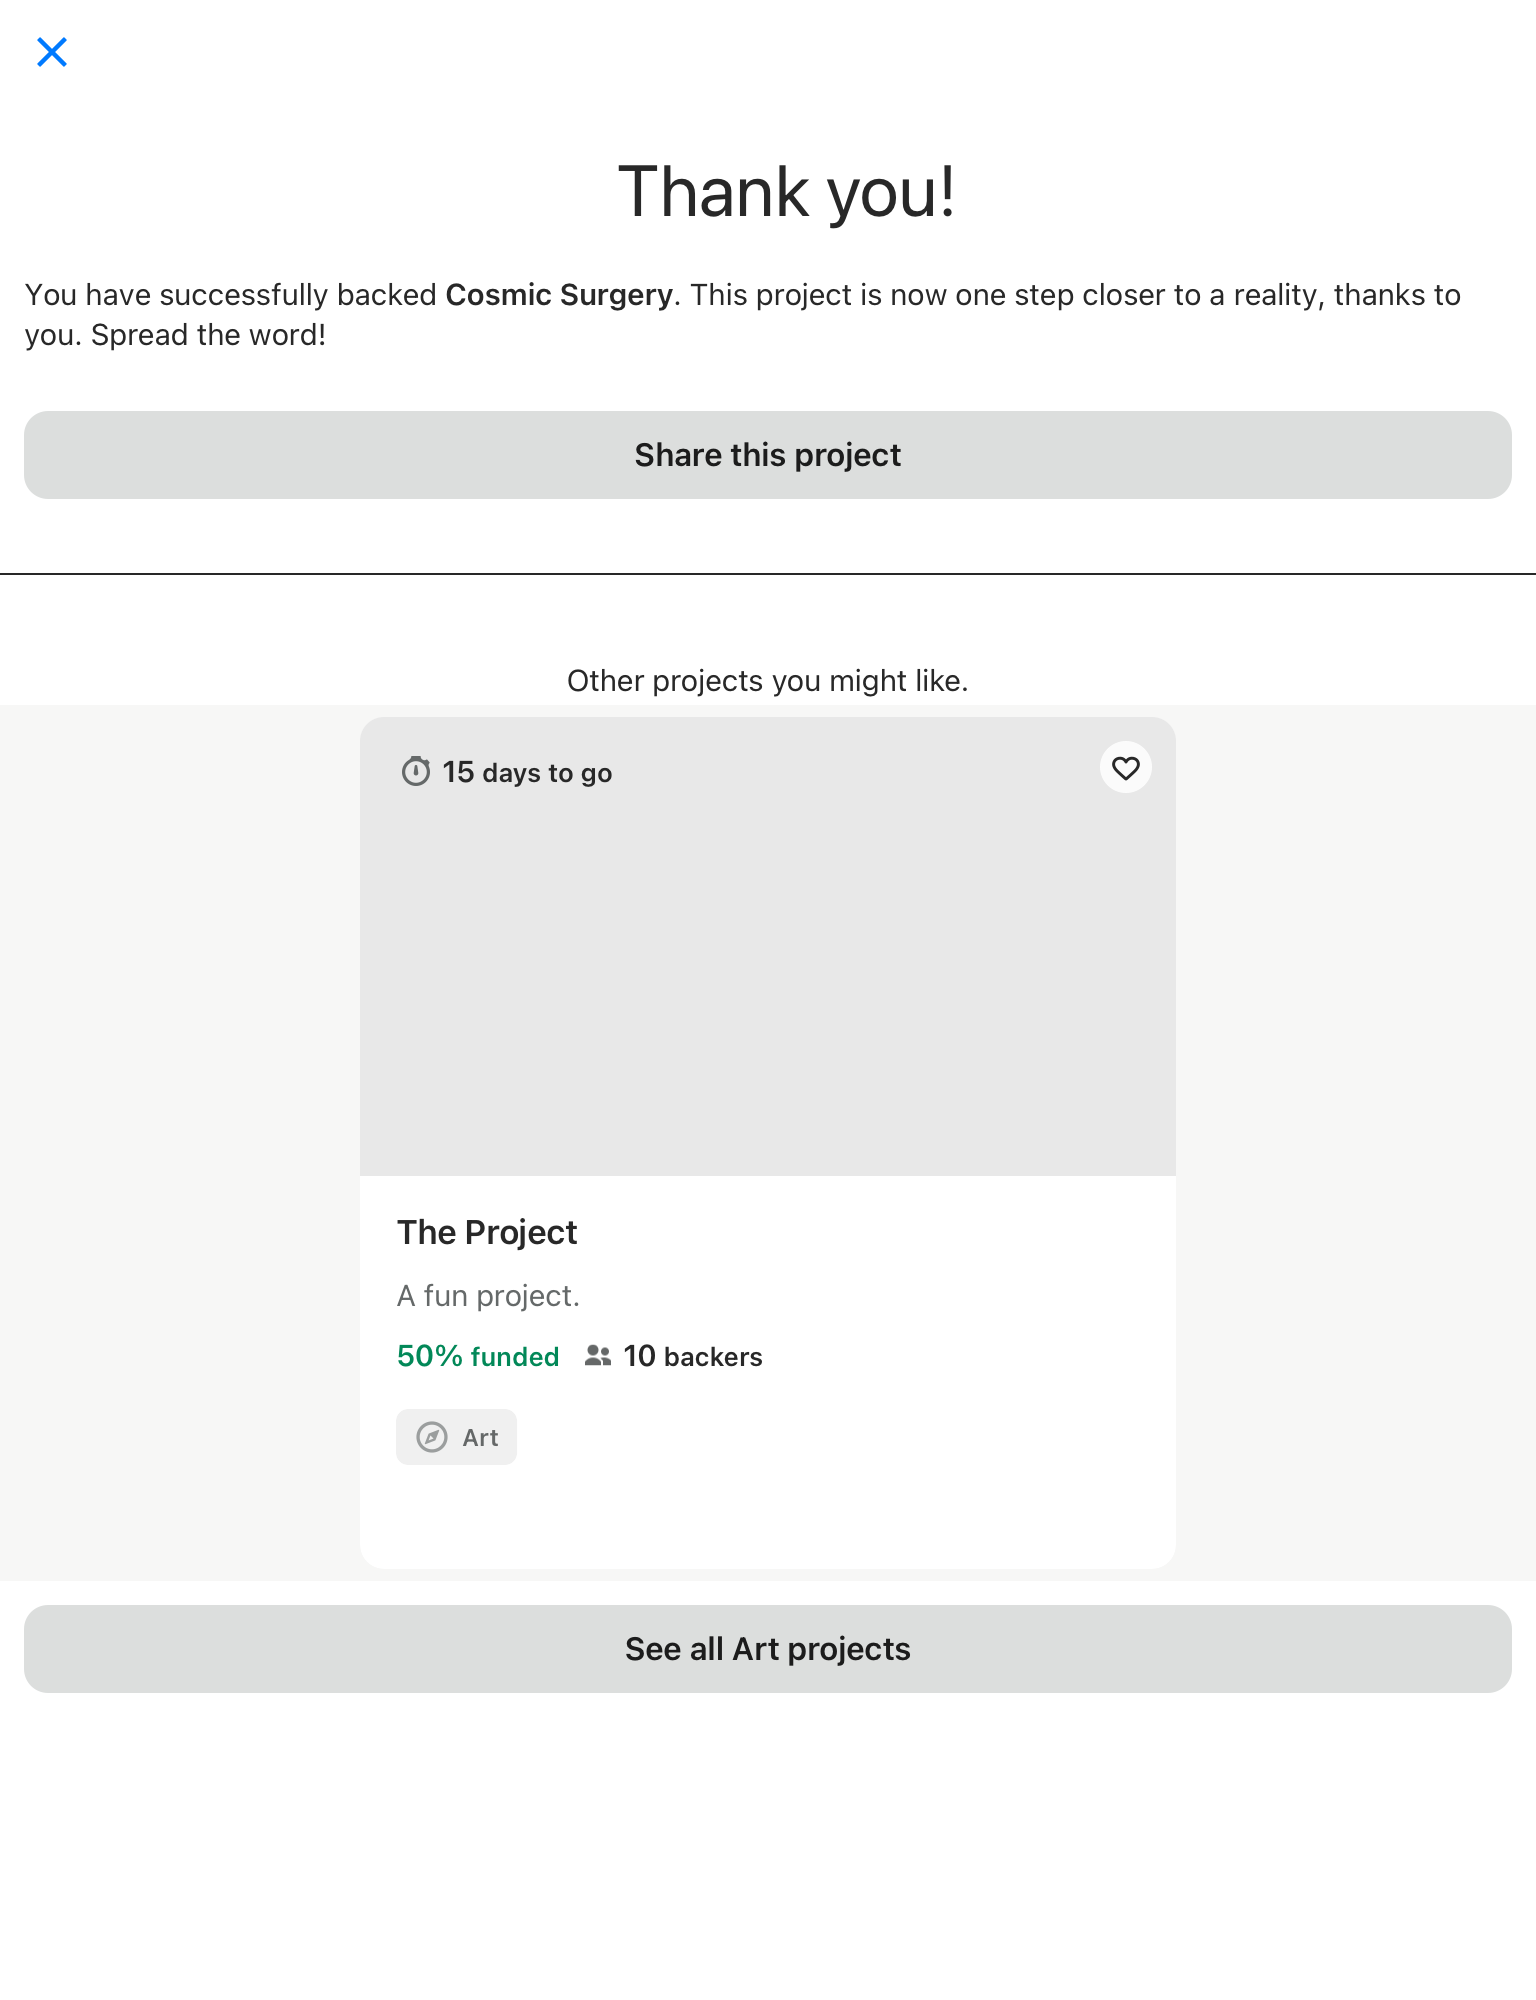 Thank you!
You have successfully backed Cosmic Surgery. This project is now one step closer to a reality, thanks to
you. Spread the word!
Share this project
Other projects you might like.
15 days to go
The Project
A fun project.
50% funded 10 backers
Art
See all Art projects